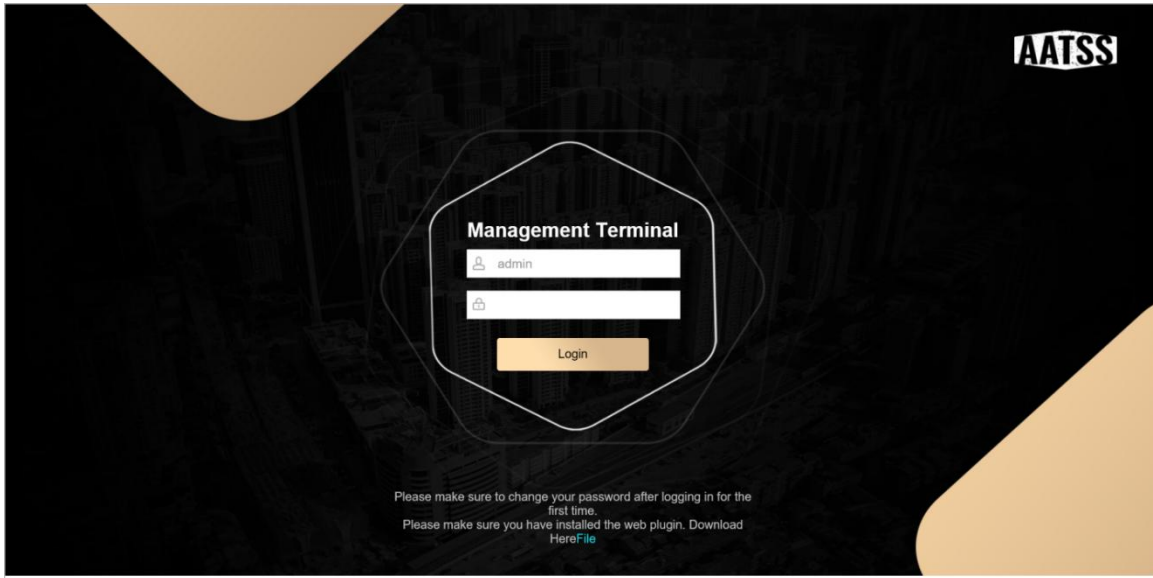 AATSS
Management Terminal
admin
Login
Please make sure to change your password after logging in for the
first time.
Please make sure you have installed the web plugin. Download
HereFile